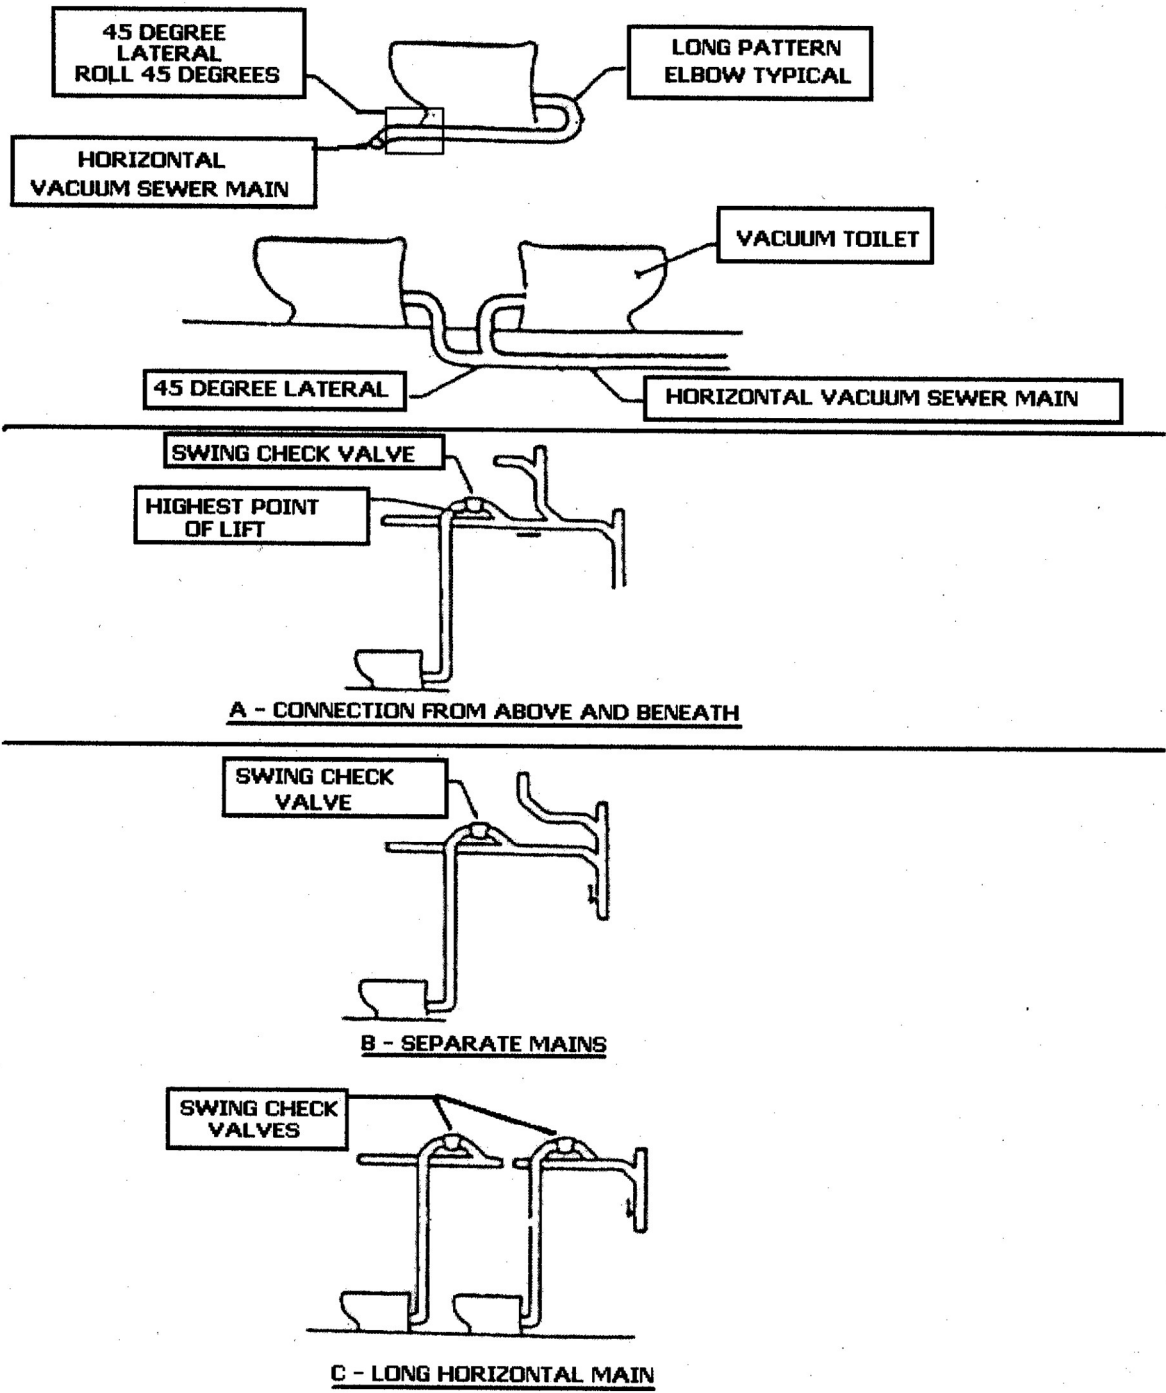 45 DEGREE
LATERAL
ROLL 45 DEGREES
LONG PATTERN
ELBOW TYPICAL
HORIZONTAL
VACUUM SEWER MAIN
VACUUM TOILET
45 DEGREE LATERAL
HORIZONTAL VACUUM SEWER MAIN
SWING CHECK VALVE
HIGHEST POINT
OF LIFT
A - CONNECTION FROM ABOVE AND BENEATH
SWING CHECK
VALVE
B - SEPARATE MAINS
SWING CHECK
VALVES
C - LONG HORIZONTAL MAIN